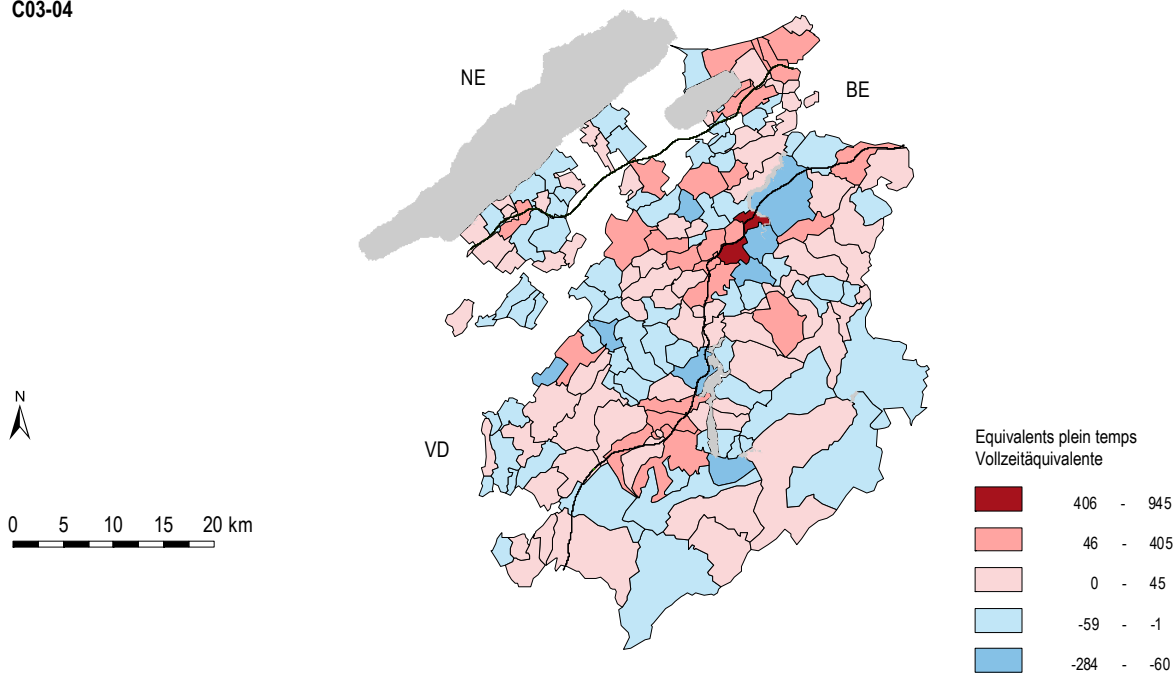 C03-04
NE
BE
N
VD
0 5 10 15 20 km
Equivalents plein temps
Vollzeitäquivalente
406 - 945
46 - 405
0 - 45
-59 - -1
-284 - -60